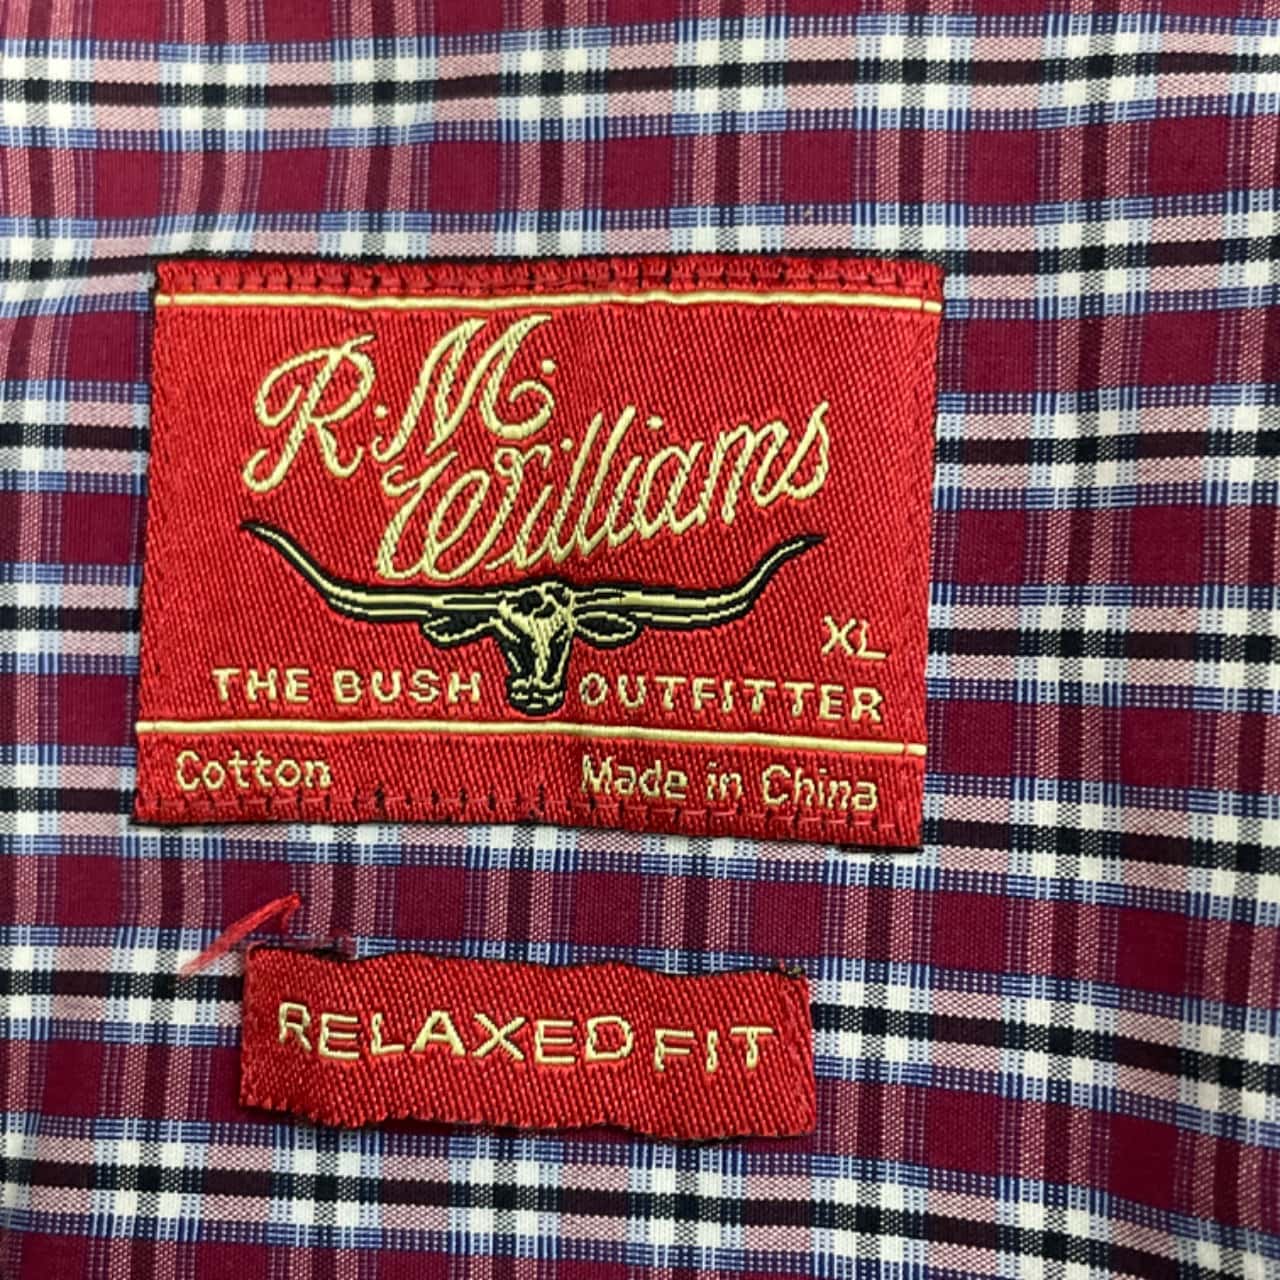 R.M.
Williams
XL
THE BUSH OUTFITTER
Cotton Made in China
RELAXED FIT